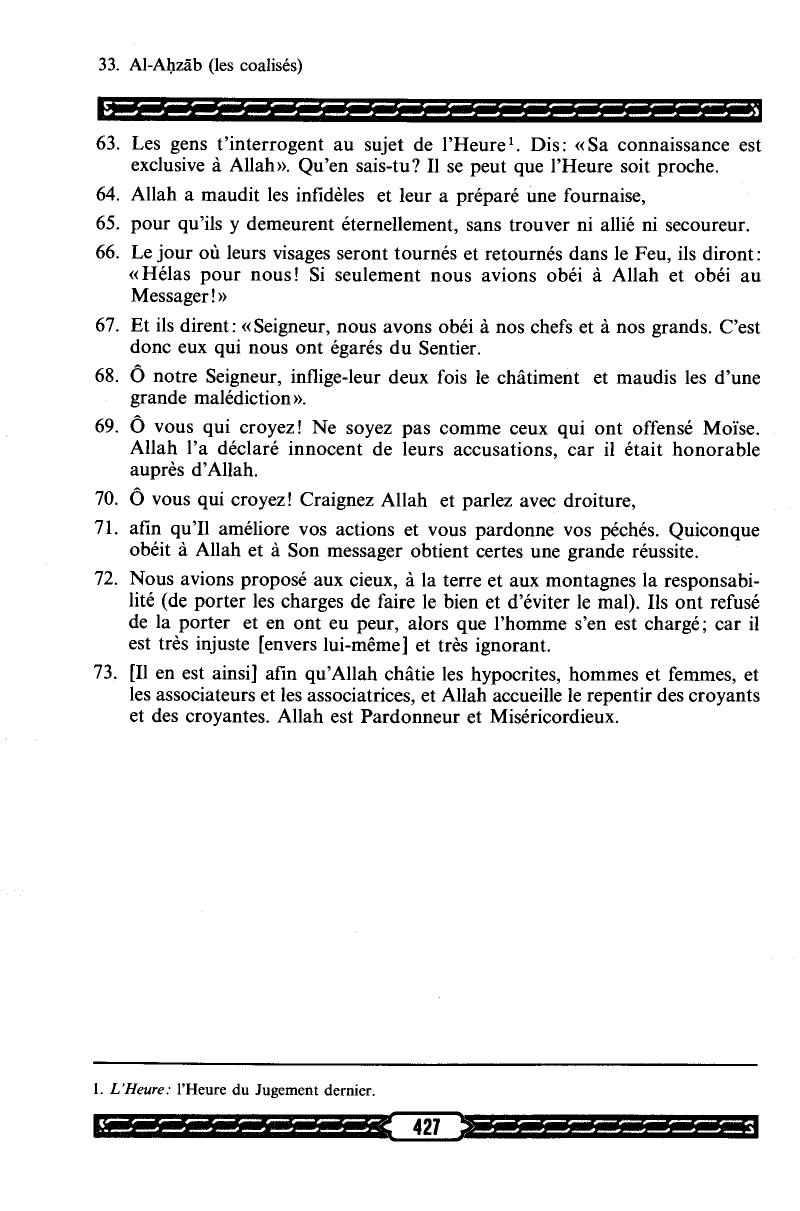 33. Al-Aḥzāb (les coalisés)
63. Les gens t'interrogent au sujet de l'Heure¹. Dis: «Sa connaissance est
exclusive à Allah». Qu'en sais-tu? Il se peut que l'Heure soit proche.
64. Allah a maudit les infidèles et leur a préparé une fournaise,
65. pour qu'ils y demeurent éternellement, sans trouver ni allié ni secoureur.
66. Le jour où leurs visages seront tournés et retournés dans le Feu, ils diront:
«Hélas pour nous! Si seulement nous avions obéi à Allah et obéi au
Messager!»
67. Et ils dirent: «Seigneur, nous avons obéi à nos chefs et à nos grands. C'est
donc eux qui nous ont égarés du Sentier.
68. Ô notre Seigneur, inflige-leur deux fois le châtiment et maudis les d'une
grande malédiction».
69. Ô vous qui croyez! Ne soyez pas comme ceux qui ont offensé Moïse.
Allah l'a déclaré innocent de leurs accusations, car il était honorable
auprès d'Allah.
70. Ô vous qui croyez! Craignez Allah et parlez avec droiture,
71. afin qu'Il améliore vos actions et vous pardonne vos péchés. Quiconque
obéit à Allah et à Son messager obtient certes une grande réussite.
72. Nous avions proposé aux cieux, à la terre et aux montagnes la responsabi-
lité (de porter les charges de faire le bien et d'éviter le mal). Ils ont refusé
de la porter et en ont eu peur, alors que l'homme s'en est chargé; car il
est très injuste [envers lui-même] et très ignorant.
73. [Il en est ainsi] afin qu'Allah châtie les hypocrites, hommes et femmes, et
les associateurs et les associatrices, et Allah accueille le repentir des croyants
et des croyantes. Allah est Pardonneur et Miséricordieux.
1. L'Heure: l'Heure du Jugement dernier.
427